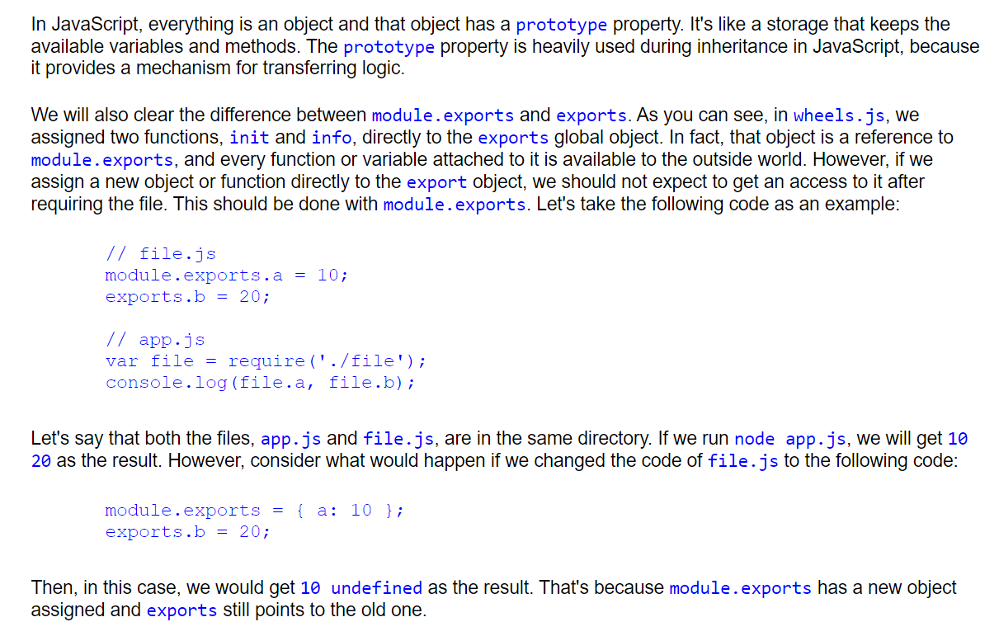 In JavaScript, everything is an object and that object has a prototype property. It's like a storage that keeps the
available variables and methods. The prototype property is heavily used during inheritance in JavaScript, because
it provides a mechanism for transferring logic.
We will also clear the difference between module.exports and exports. As you can see, in wheels.js, we
assigned two functions, init and info, directly to the exports global object. In fact, that object is a reference to
module.exports, and every function or variable attached to it is available to the outside world. However, if we
assign a new object or function directly to the export object, we should not expect to get an access to it after
requiring the file. This should be done with module.exports. Let's take the following code as an example:
// file.js
module.exports.a = 10;
exports.b = 20;
// app.js
var file = require('./file');
console.log(file.a, file.b);
Let's say that both the files, app.js and file.js, are in the same directory. If we run node app.js, we will get 10
20 as the result. However, consider what would happen if we changed the code of file.js to the following code:
module.exports = { a: 10 };
exports.b = 20;
Then, in this case, we would get 10 undefined as the result. That's because module.exports has a new object
assigned and exports still points to the old one.